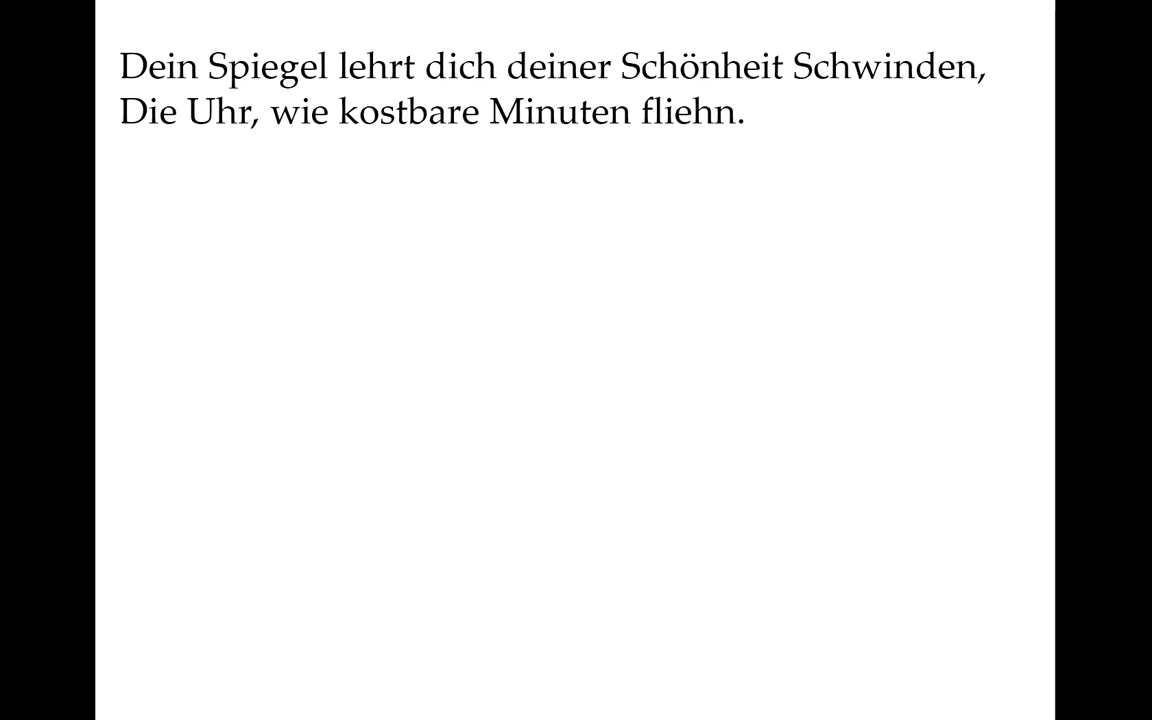 Dein Spiegel lehrt dich deiner Schönheit Schwinden,
Die Uhr, wie kostbare Minuten fliehn.